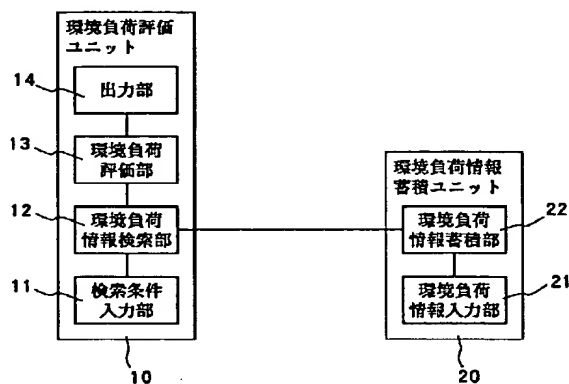 環境負荷評価
ユニット
14
出力部
13
環境負荷
評価部
12
環境負荷
情報検索部
11
検索条件
入力部
10
環境負荷情報
蓄積ユニット
環境負荷
情報蓄積部
22
環境負荷
情報入力部
21
20